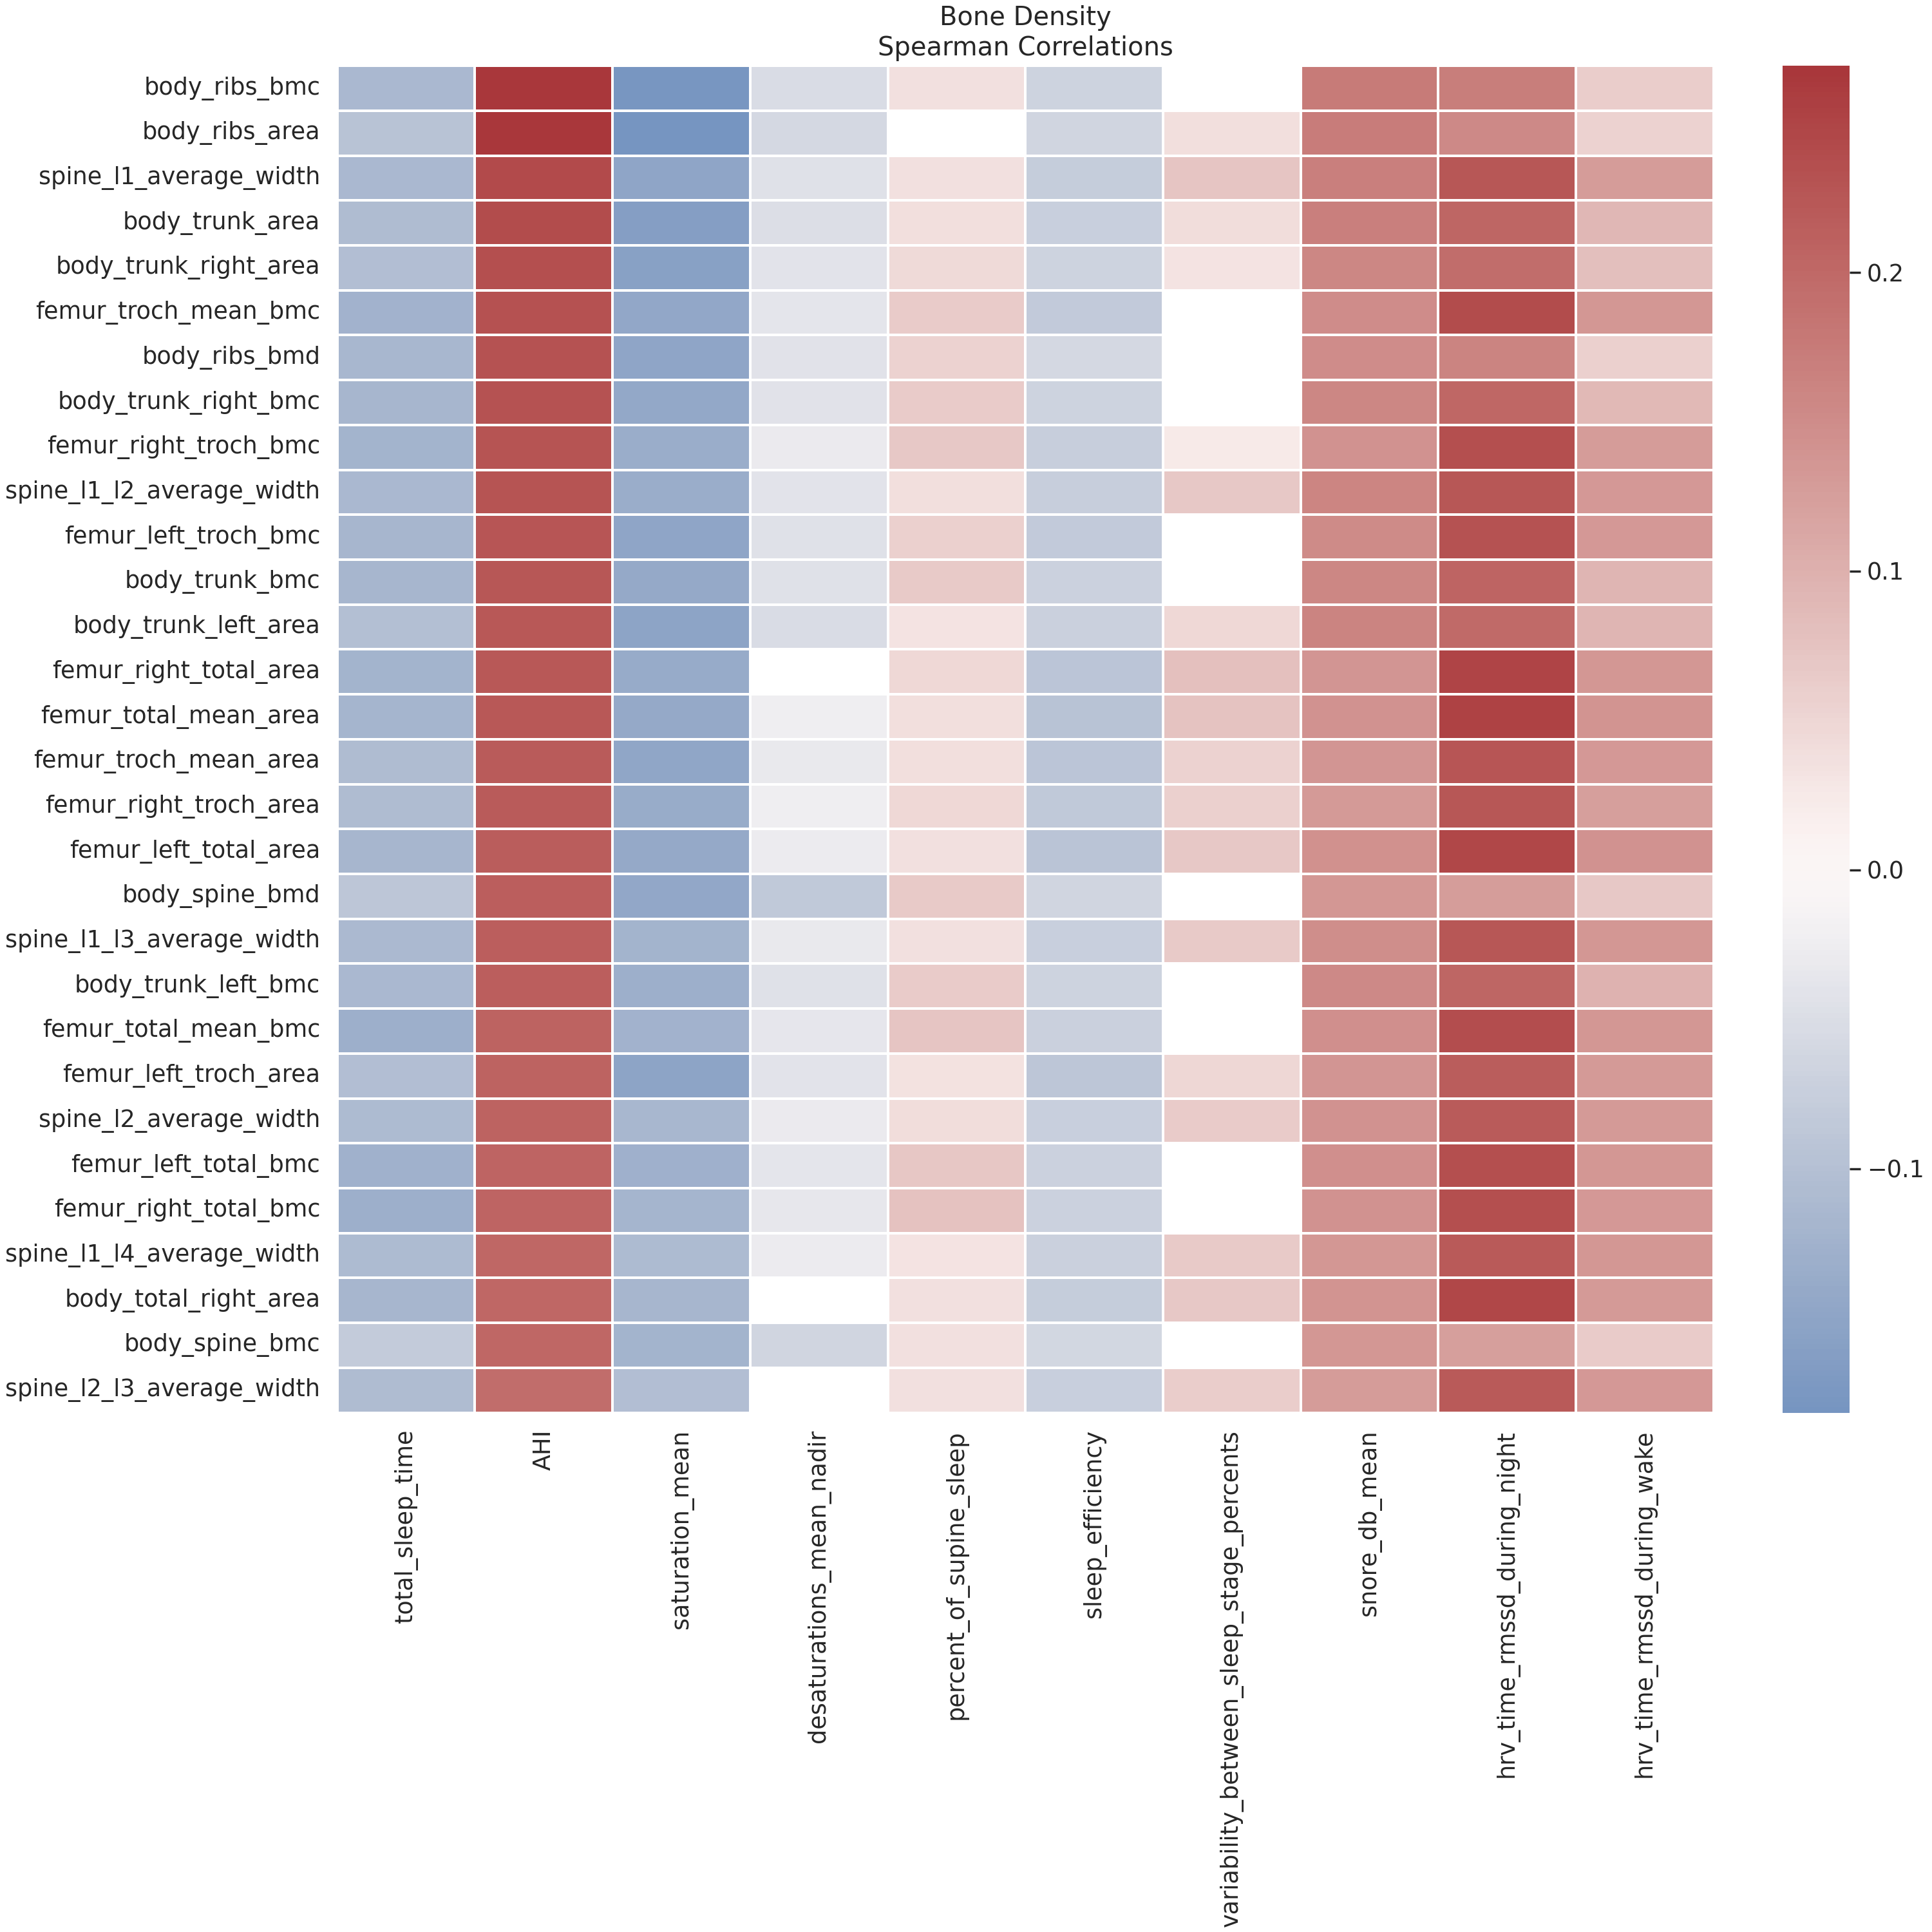 Bone Density
Spearman Correlations
body_ribs_bmc
body_ribs_area
spine_l1_average_width
body_trunk_area
body_trunk_right_area
femur_troch_mean_bmc
body_ribs_bmd
body_trunk_right_bmc
femur_right_troch_bmc
spine_l1_l2_average_width
femur_left_troch_bmc
body_trunk_bmc
body_trunk_left_area
femur_right_total_area
femur_total_mean_area
femur_troch_mean_area
femur_right_troch_area
femur_left_total_area
body_spine_bmd
spine_l1_l3_average_width
body_trunk_left_bmc
femur_total_mean_bmc
femur_left_troch_area
spine_l2_average_width
femur_left_total_bmc
femur_right_total_bmc
spine_l1_l4_average_width
body_total_right_area
body_spine_bmc
spine_l2_l3_average_width
total_sleep_time
AHI
saturation_mean
desaturations_mean_nadir
percent_of_supine_sleep
sleep_efficiency
variability_between_sleep_stage_percents
snore_db_mean
hrv_time_rmssd_during_night
hrv_time_rmssd_during_wake
0.2
0.1
0.0
−0.1